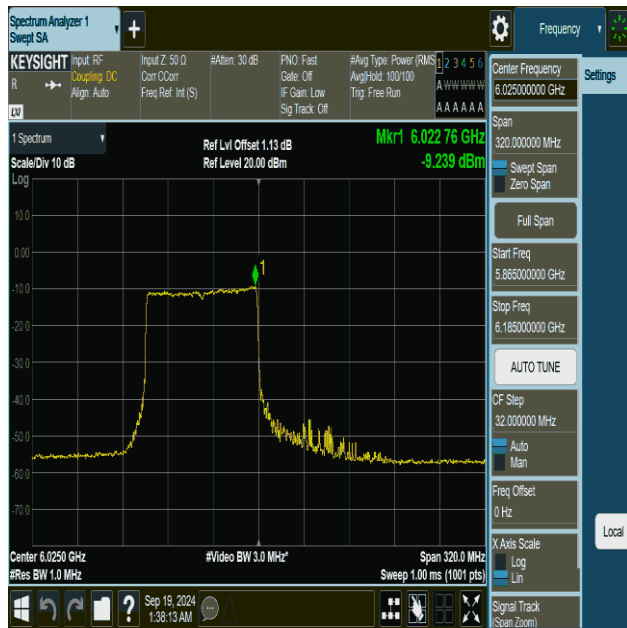 Spectrum Analyzer 1
Swept SA
Frequency
KEYSIGHT
R
LXI
Input: RF
Coupling: DC
Align: Auto
Input Z: 50 Ω
Corr CCorr
Freq Ref: Int (S)
#Atten: 30 dB
PNO: Fast
Gate: Off
IF Gain: Low
Sig Track: Off
#Avg Type: Power (RMS
Avg|Hold: 100/100
Trig: Free Run
1 2 3 4 5 6
A W W W W W
A A A A A A
Center Frequency
6.025000000 GHz
Settings
Span
320.000000 MHz
Swept Span
Zero Span
Full Span
Start Freq
5.865000000 GHz
Stop Freq
6.185000000 GHz
AUTO TUNE
CF Step
32.000000 MHz
Auto
Man
Freq Offset
0 Hz
X Axis Scale
Log
Lin
Signal Track
(Span Zoom)
Local
1 Spectrum
Scale/Div 10 dB
Log
Ref Lvl Offset 1.13 dB
Ref Level 20.00 dBm
Mkr1 6.022 76 GHz
-9.239 dBm
10.0
0.00
-10.0
-20.0
-30.0
-40.0
-50.0
-60.0
-70.0
1
Center 6.0250 GHz
#Res BW 1.0 MHz
#Video BW 3.0 MHz*
Span 320.0 MHz
Sweep 1.00 ms (1001 pts)
?
Sep 19, 2024
1:38:13 AM